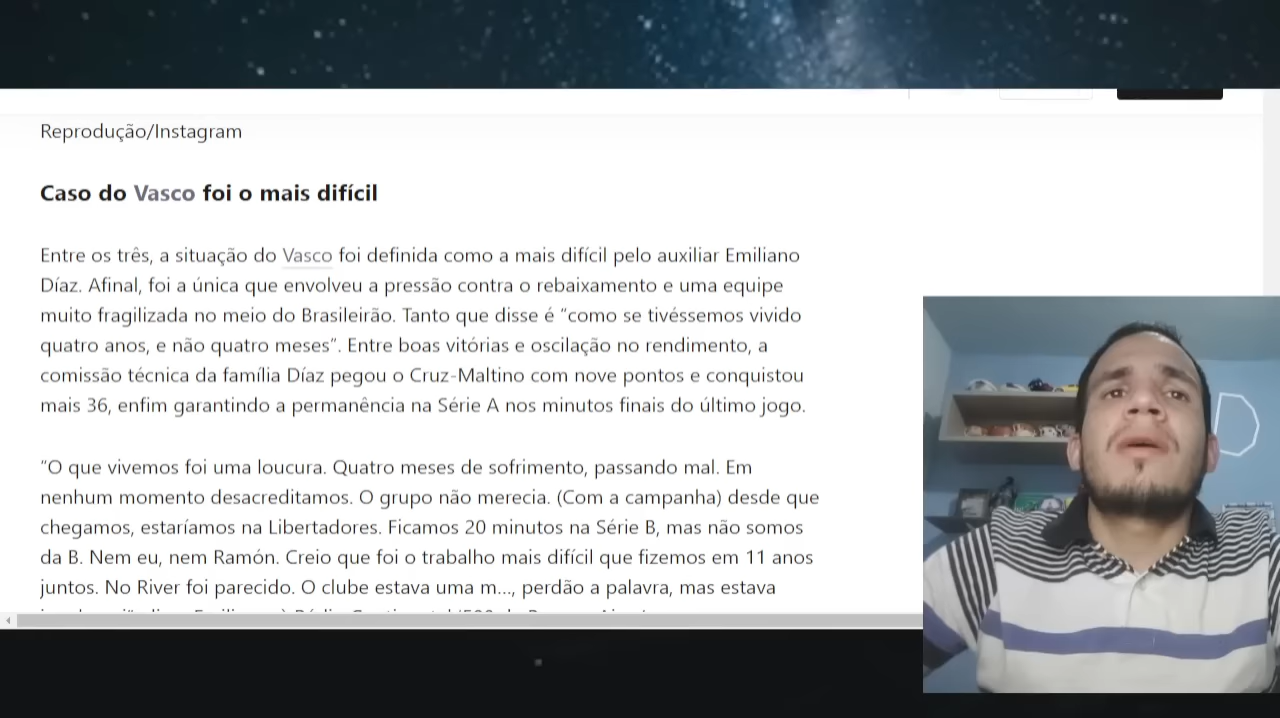 Reprodução/Instagram
Caso do Vasco foi o mais difícil
Entre os três, a situação do Vasco foi definida como a mais difícil pelo auxiliar Emiliano
Díaz. Afinal, foi a única que envolveu a pressão contra o rebaixamento e uma equipe
muito fragilizada no meio do Brasileirão. Tanto que disse é “como se tivéssemos vivido
quatro anos, e não quatro meses”. Entre boas vitórias e oscilação no rendimento, a
comissão técnica da família Díaz pegou o Cruz-Maltino com nove pontos e conquistou
mais 36, enfim garantindo a permanência na Série A nos minutos finais do último jogo.
“O que vivemos foi uma loucura. Quatro meses de sofrimento, passando mal. Em
nenhum momento desacreditamos. O grupo não merecia. (Com a campanha) desde que
chegamos, estaríamos na Libertadores. Ficamos 20 minutos na Série B, mas não somos
da B. Nem eu, nem Ramón. Creio que foi o trabalho mais difícil que fizemos em 11 anos
juntos. No River foi parecido. O clube estava uma m..., perdão a palavra, mas estava